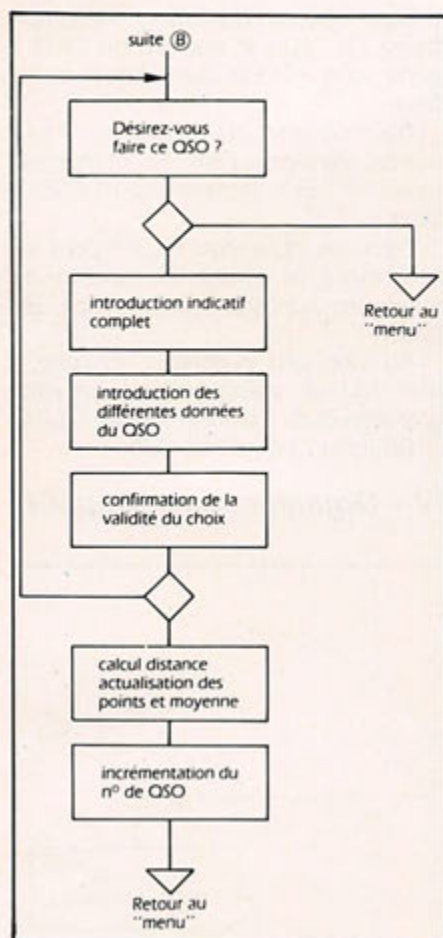 suite Ⓑ
Désirez-vous
faire ce QSO ?
introduction indicatif
complet
Retour au
"menu"
introduction des
différentes données
du QSO
confirmation de la
validité du choix
calcul distance
actualisation des
points et moyenne
incrémentation du
nº de QSO
Retour au
"menu"